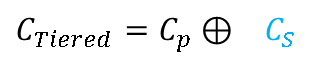 C_Tiered = C_p ⊕ C_S